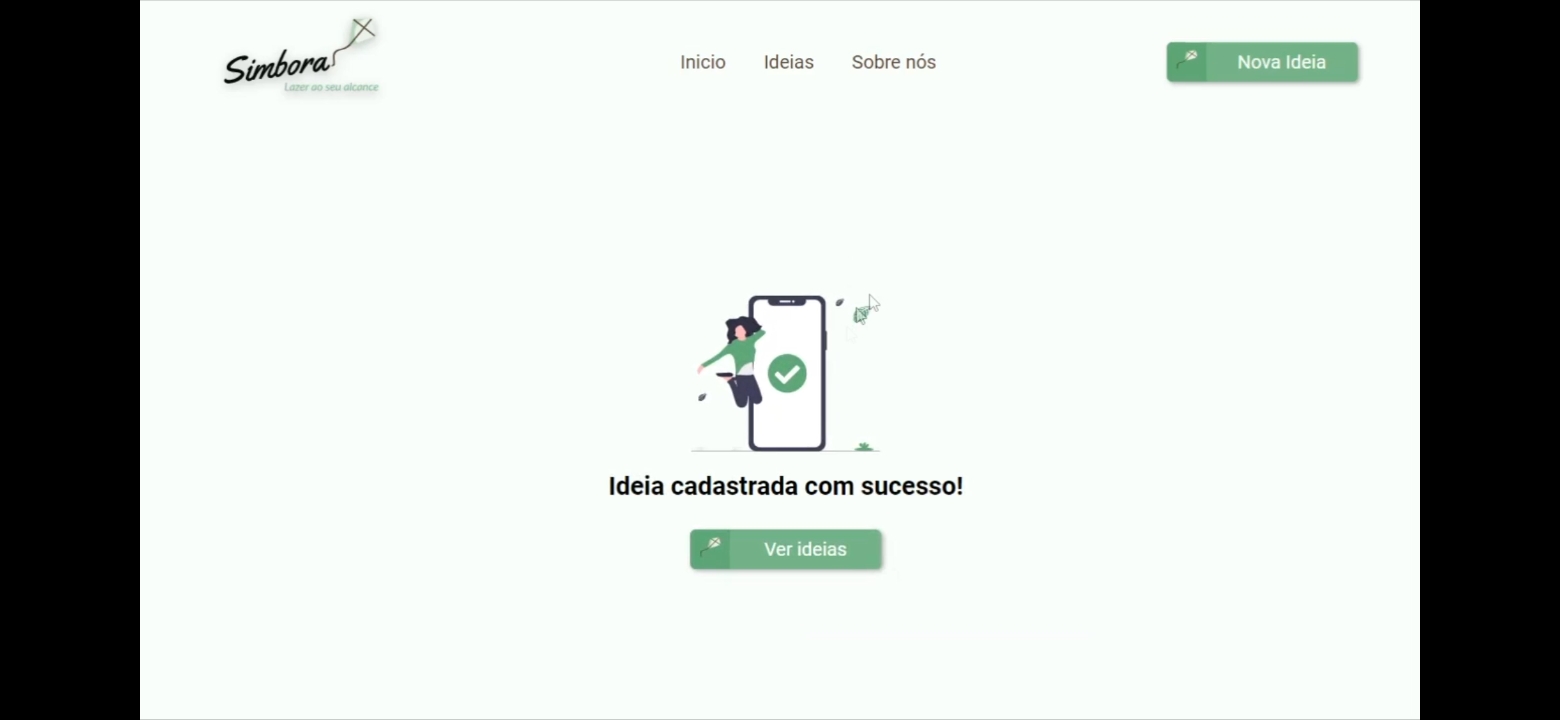 Simbora
Lazer ao seu alcance
Inicio Ideias Sobre nós
Nova Ideia
Ideia cadastrada com sucesso!
Ver ideias